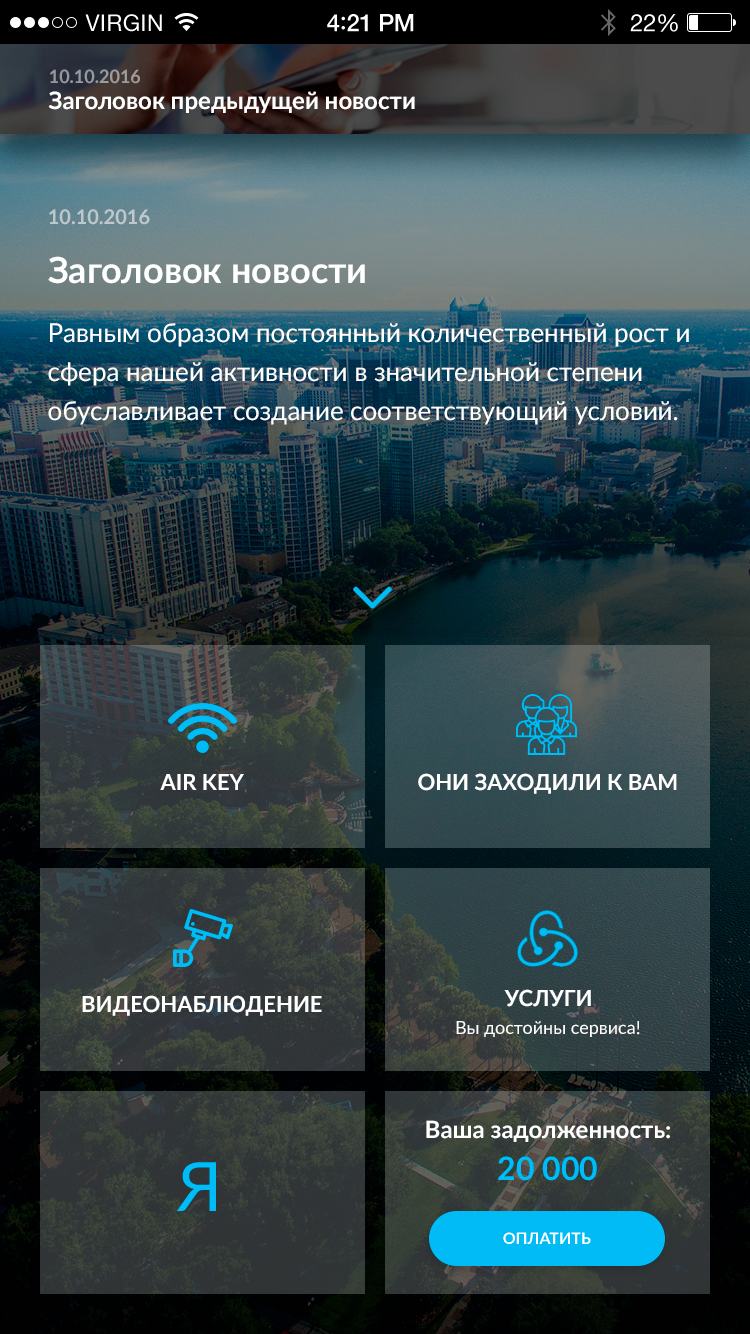 VIRGIN 4:21 PM 22%
10.10.2016
Заголовок предыдущей новости
10.10.2016
Заголовок новости
Равным образом постоянный количественный рост и
сфера нашей активности в значительной степени
обуславливает создание соответствующий условий.
AIR KEY
ОНИ ЗАХОДИЛИ К ВАМ
ВИДЕОНАБЛЮДЕНИЕ
УСЛУГИ
Вы достойны сервиса!
Я
Ваша задолженность:
20 000
ОПЛАТИТЬ